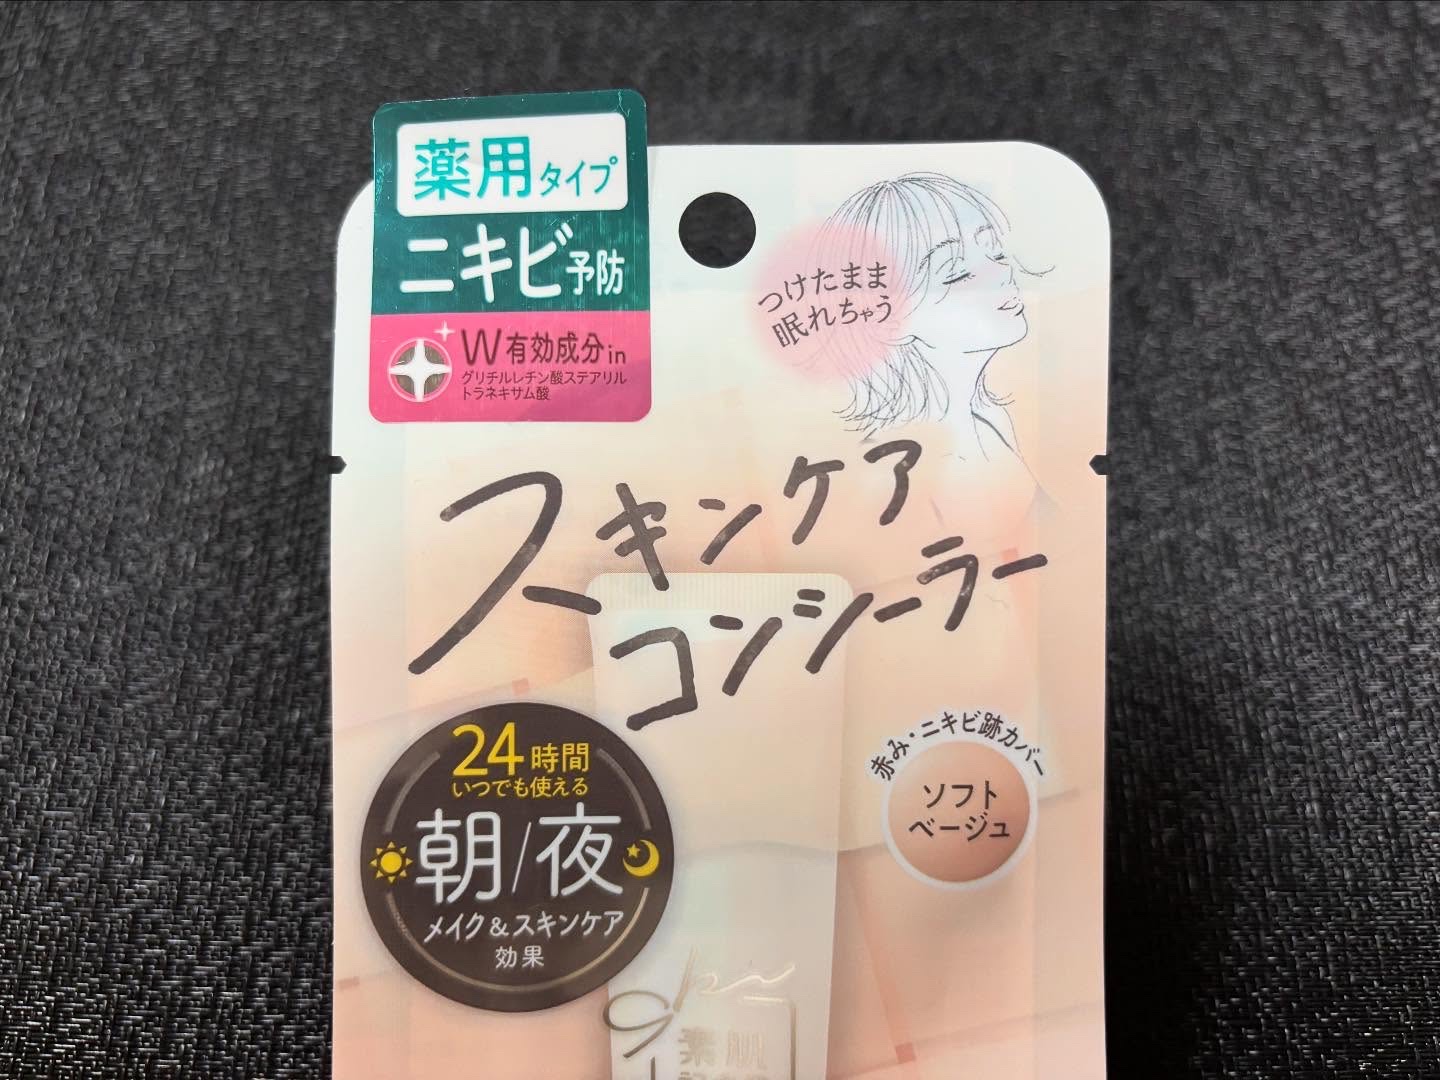 薬用タイプ
ニキビ予防
W有効成分in
グリチルレチン酸ステアリル
トラネキサム酸
つけたまま
眠れちゃう
スキンケア
コンシーラー
24時間
いつでも使える
朝/夜
メイク&スキンケア
効果
赤み・ニキビ跡カバー
ソフト
ベージュ
素肌